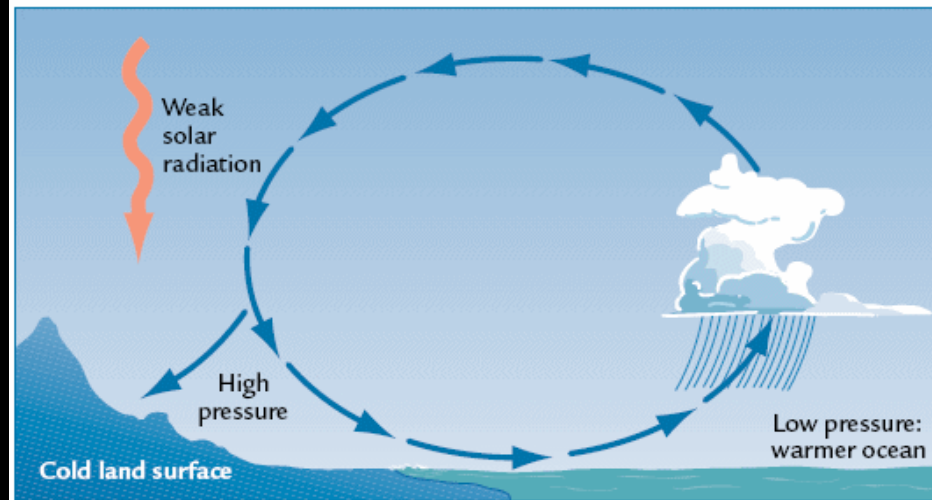 Weak
solar
radiation
High
pressure
Low pressure:
warmer ocean
Cold land surface